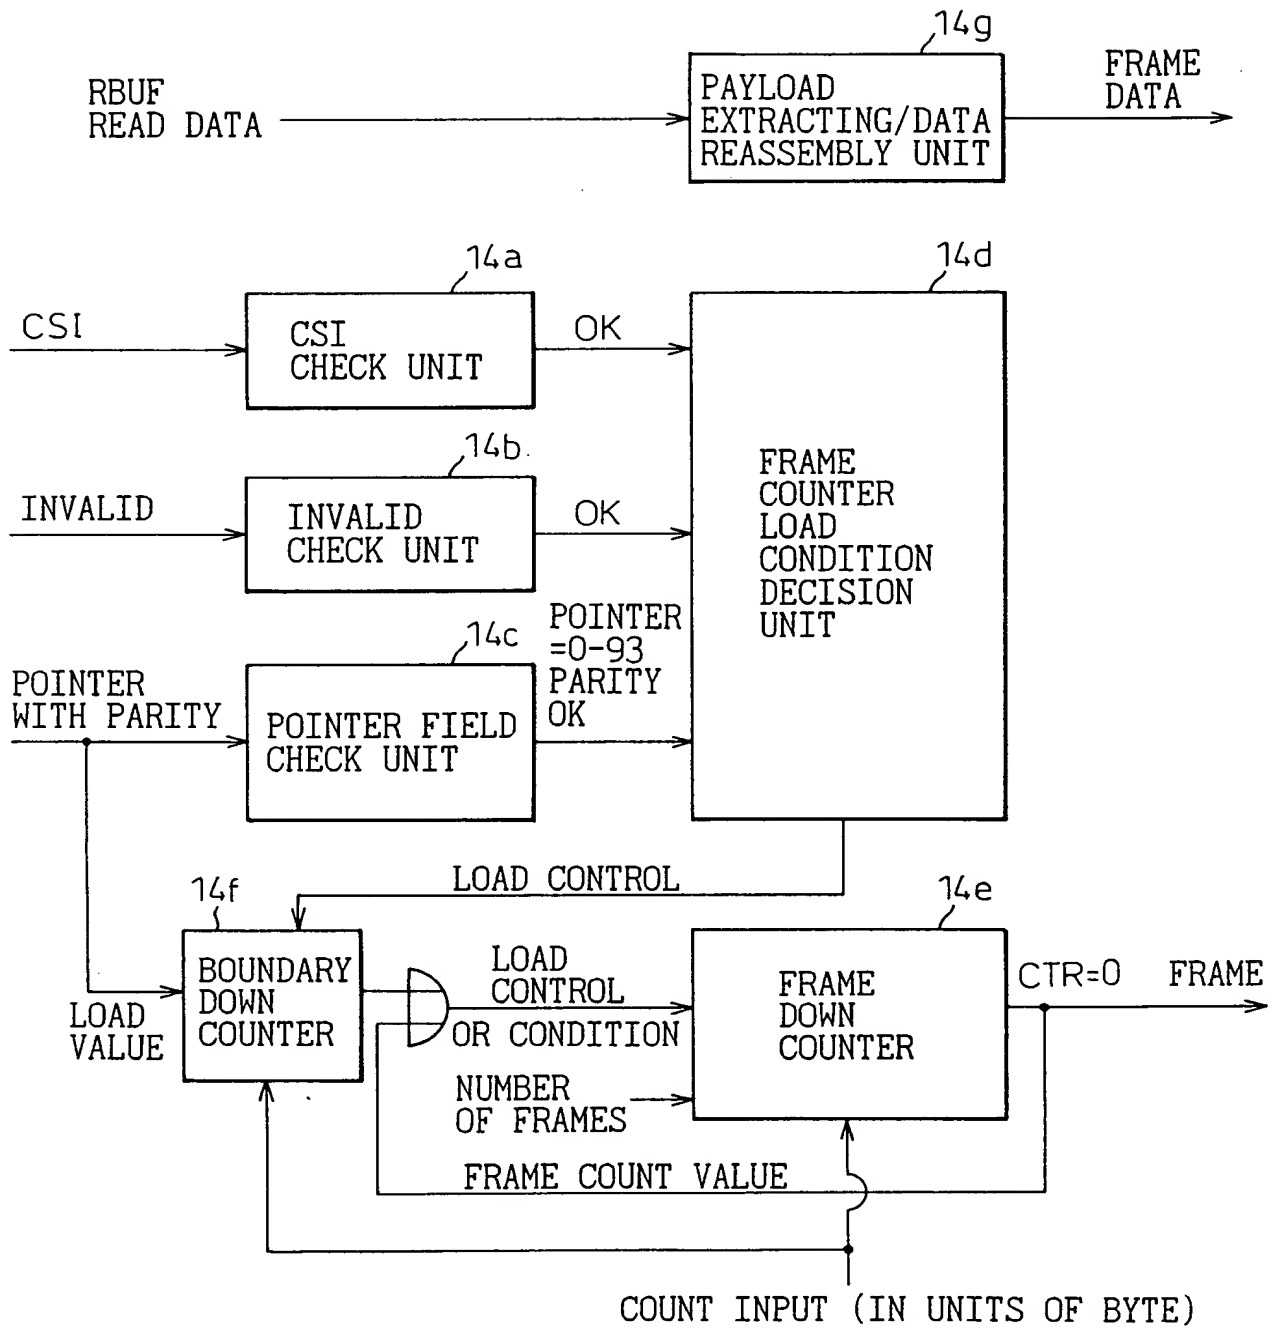 14g
RBUF
READ DATA
PAYLOAD
EXTRACTING/DATA
REASSEMBLY UNIT
FRAME
DATA
14a
14d
CSI
CSI
CHECK UNIT
OK
14b
INVALID
INVALID
CHECK UNIT
OK
FRAME
COUNTER
LOAD
CONDITION
DECISION
UNIT
14c
POINTER
WITH PARITY
POINTER FIELD
CHECK UNIT
POINTER
=0-93
PARITY
OK
LOAD CONTROL
14f
14e
BOUNDARY
DOWN
COUNTER
LOAD
VALUE
LOAD
CONTROL
OR CONDITION
FRAME
DOWN
COUNTER
CTR=0
FRAME
NUMBER
OF FRAMES
FRAME COUNT VALUE
COUNT INPUT (IN UNITS OF BYTE)